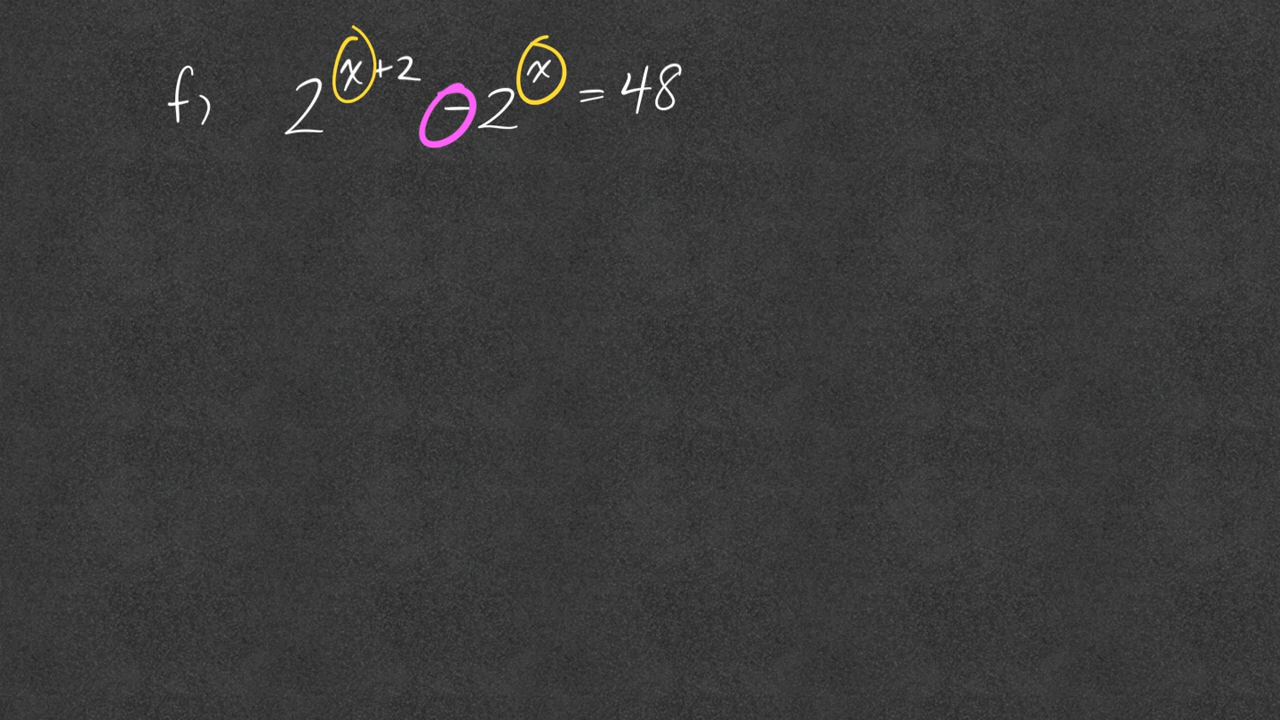 f, 2^{x+2} - 2^{x} = 48